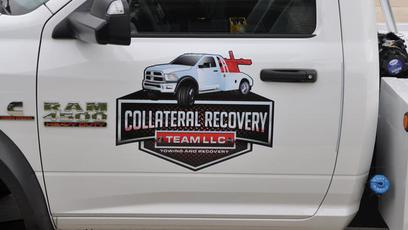 RAM
4500
COLLATERAL RECOVERY
TEAM LLC
TOWING AND RECOVERY